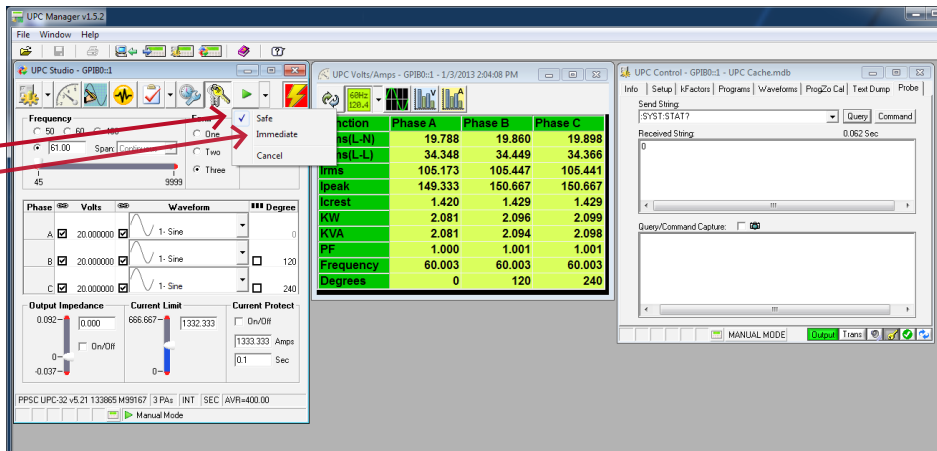 UPC Manager v1.5.2
File Window Help
UPC Studio - GPIB0::1
Frequency
50 60
61.00 Span:
45 9999
One
Two
Three
Safe
Immediate
Cancel
Phase Volts Waveform Degree
A 20.000000 1- Sine 0
B 20.000000 1- Sine 120
C 20.000000 1- Sine 240
Output Impedance Current Limit Current Protect
0.092 0.000 666.667 1332.333 On/Off
On/Off 1333.333 Amps
0 0.1 Sec
-0.037 0
PPSC UPC-32 v5.21 133865 M99167 3 PAs INT SEC AVR=400.00
Manual Mode
UPC Volts/Amps - GPIB0::1 - 1/3/2013 2:04:08 PM
60Hz
120.4
Phase A Phase B Phase C
(L-N) 19.788 19.860 19.898
(L-L) 34.348 34.449 34.366
Irms 105.173 105.447 105.441
Ipeak 149.333 150.667 150.667
Icrest 1.420 1.429 1.429
KW 2.081 2.096 2.099
KVA 2.081 2.094 2.098
PF 1.000 1.001 1.001
Frequency 60.003 60.003 60.003
Degrees 0 120 240
UPC Control - GPIB0::1 - UPC Cache.mdb
Info Setup kFactors Programs Waveforms ProgZo Cal Text Dump Probe
Send String:
:SYST:STAT? Query Command
Received String: 0.062 Sec
0
Query/Command Capture:
MANUAL MODE Output Trans